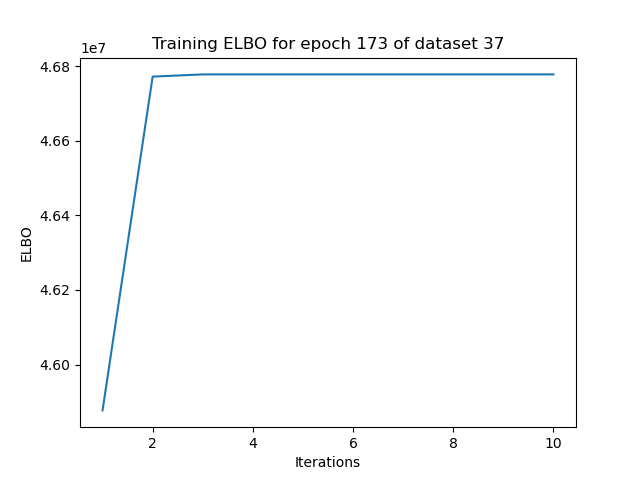 Training ELBO for epoch 173 of dataset 37
1e7
4.68
4.66
4.64
4.62
4.60
ELBO
2 4 6 8 10
Iterations